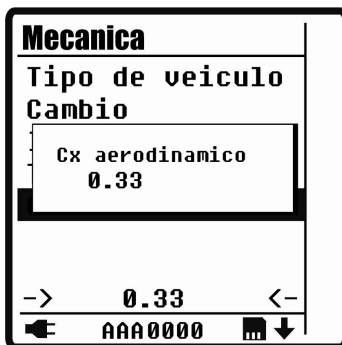 Mecanica
Tipo de veiculo
Cambio
Cx aerodinamico
0.33
-> 0.33 <-
AAA0000